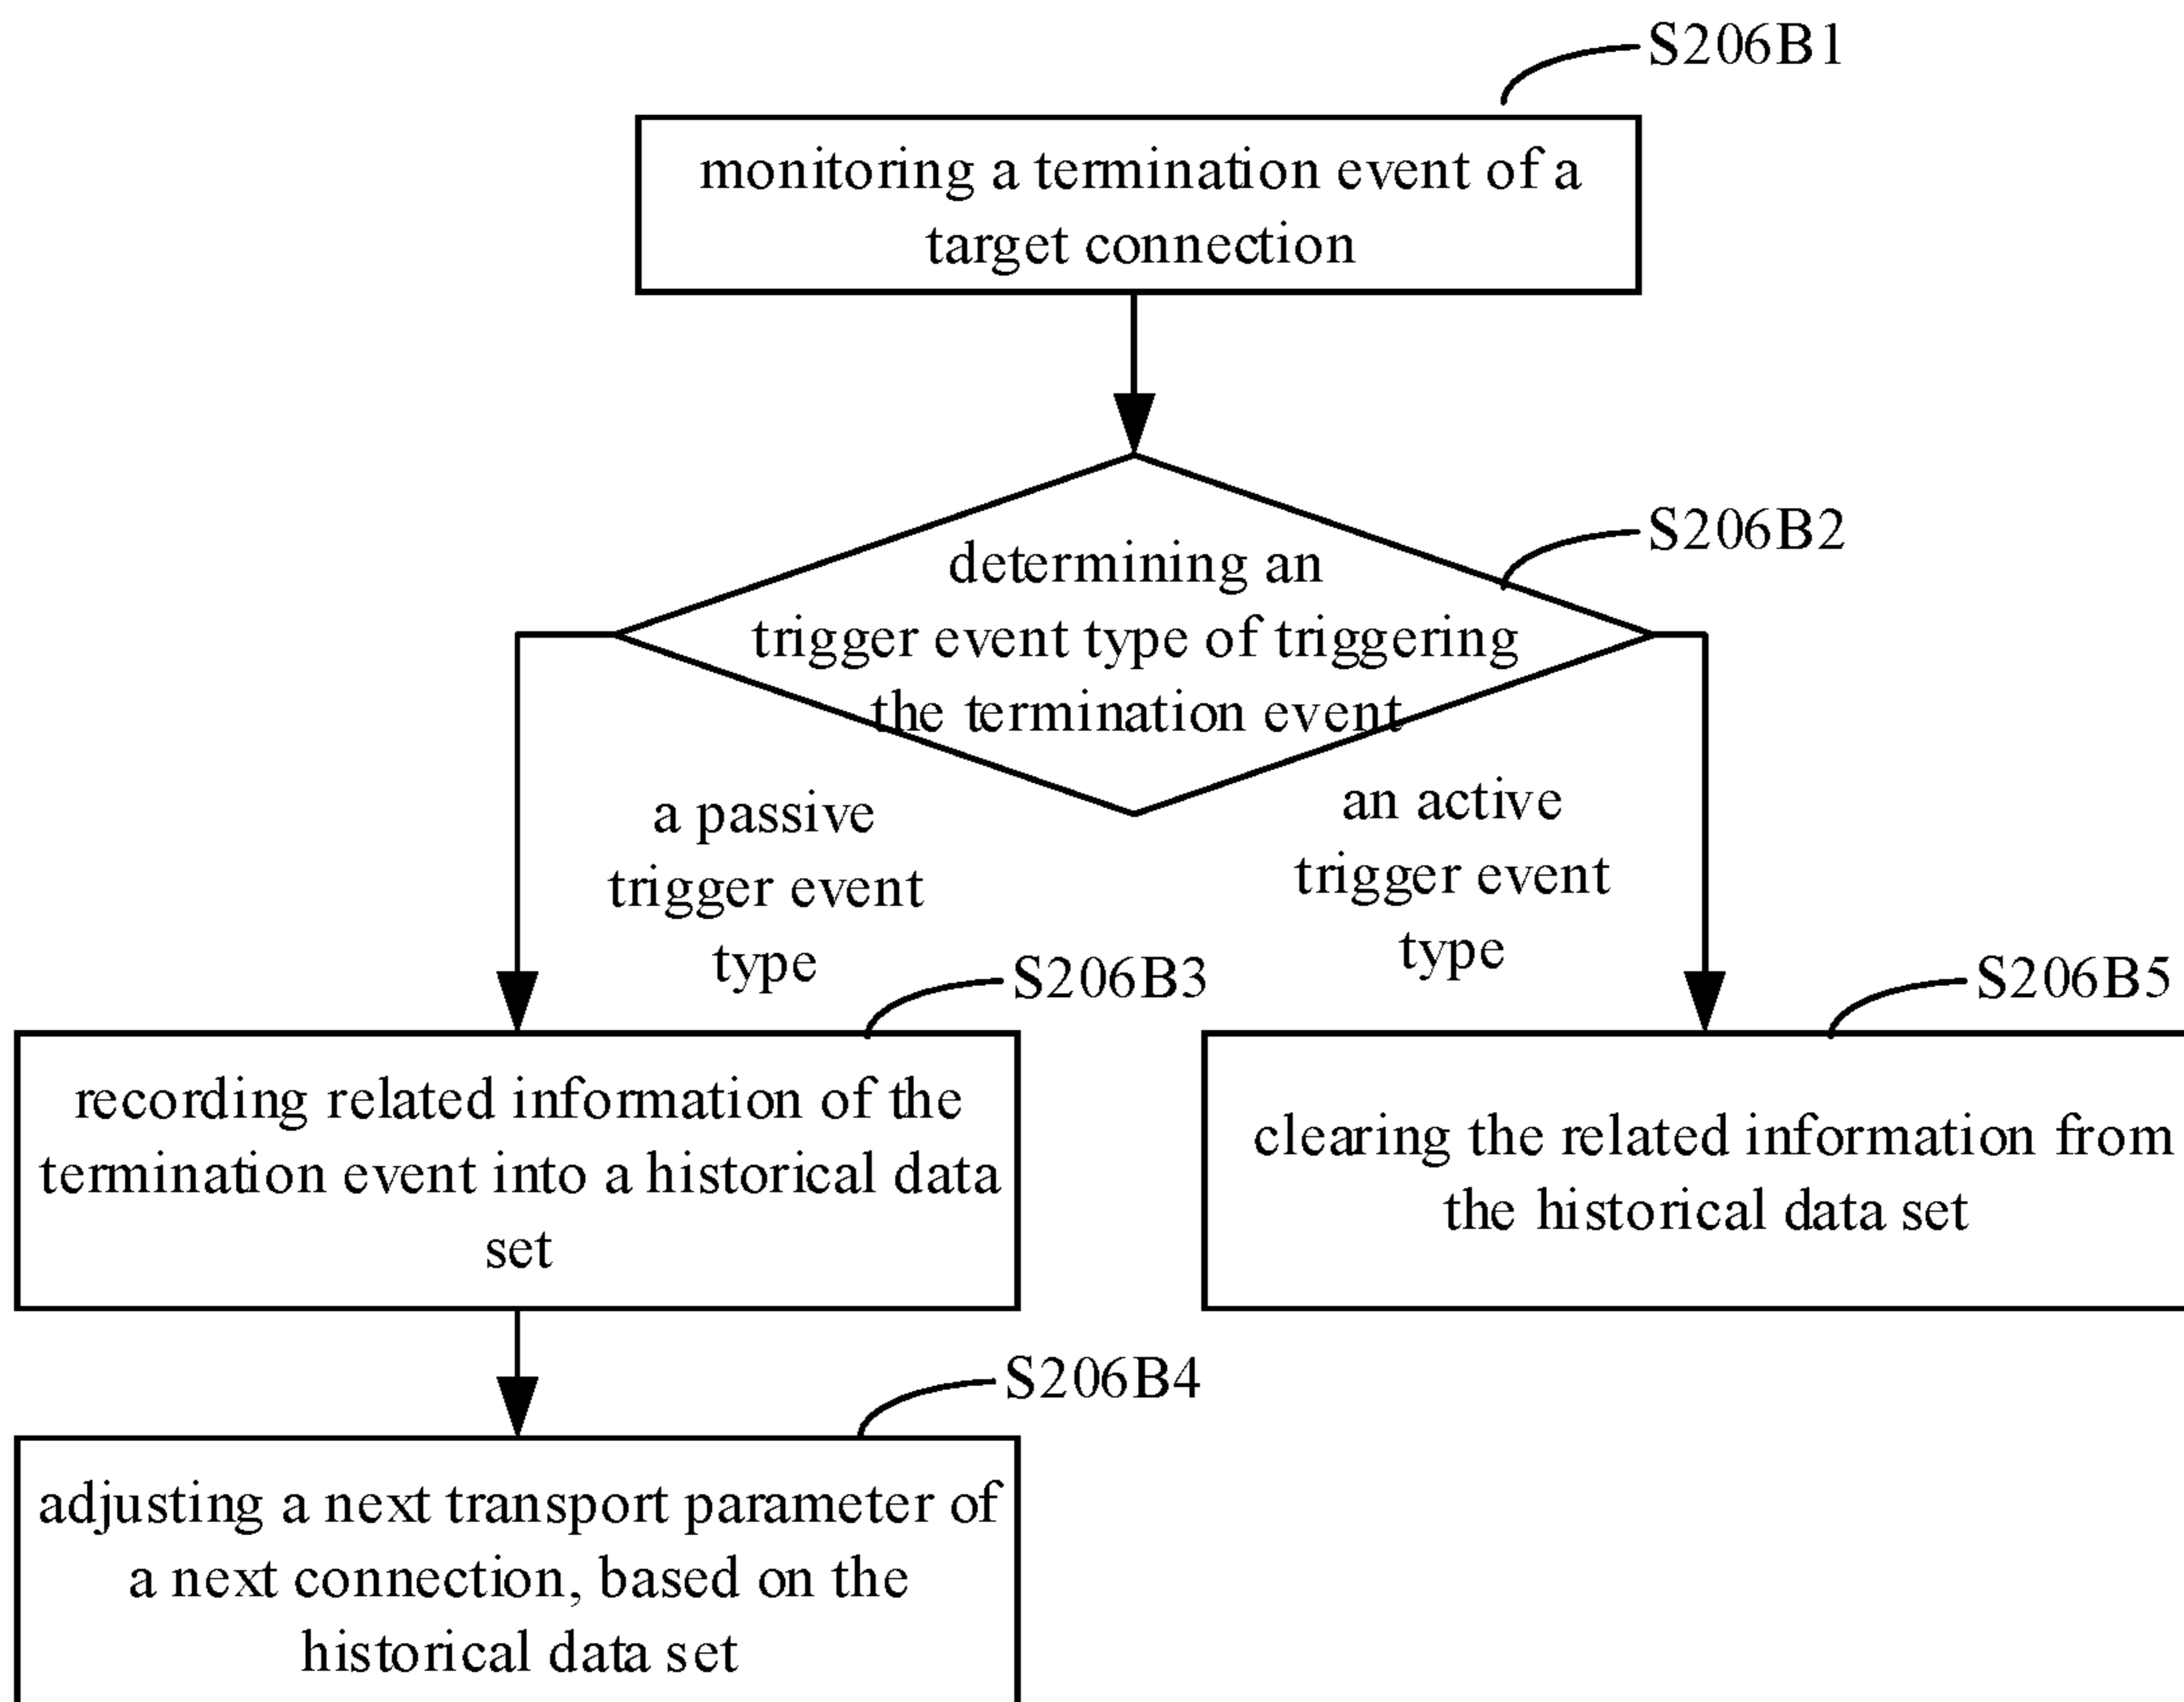 S206B1
monitoring a termination event of a
target connection
S206B2
determining an
trigger event type of triggering
the termination event
a passive
trigger event
type
an active
trigger event
type
S206B3
S206B5
recording related information of the
termination event into a historical data
set
clearing the related information from
the historical data set
S206B4
adjusting a next transport parameter of
a next connection, based on the
historical data set